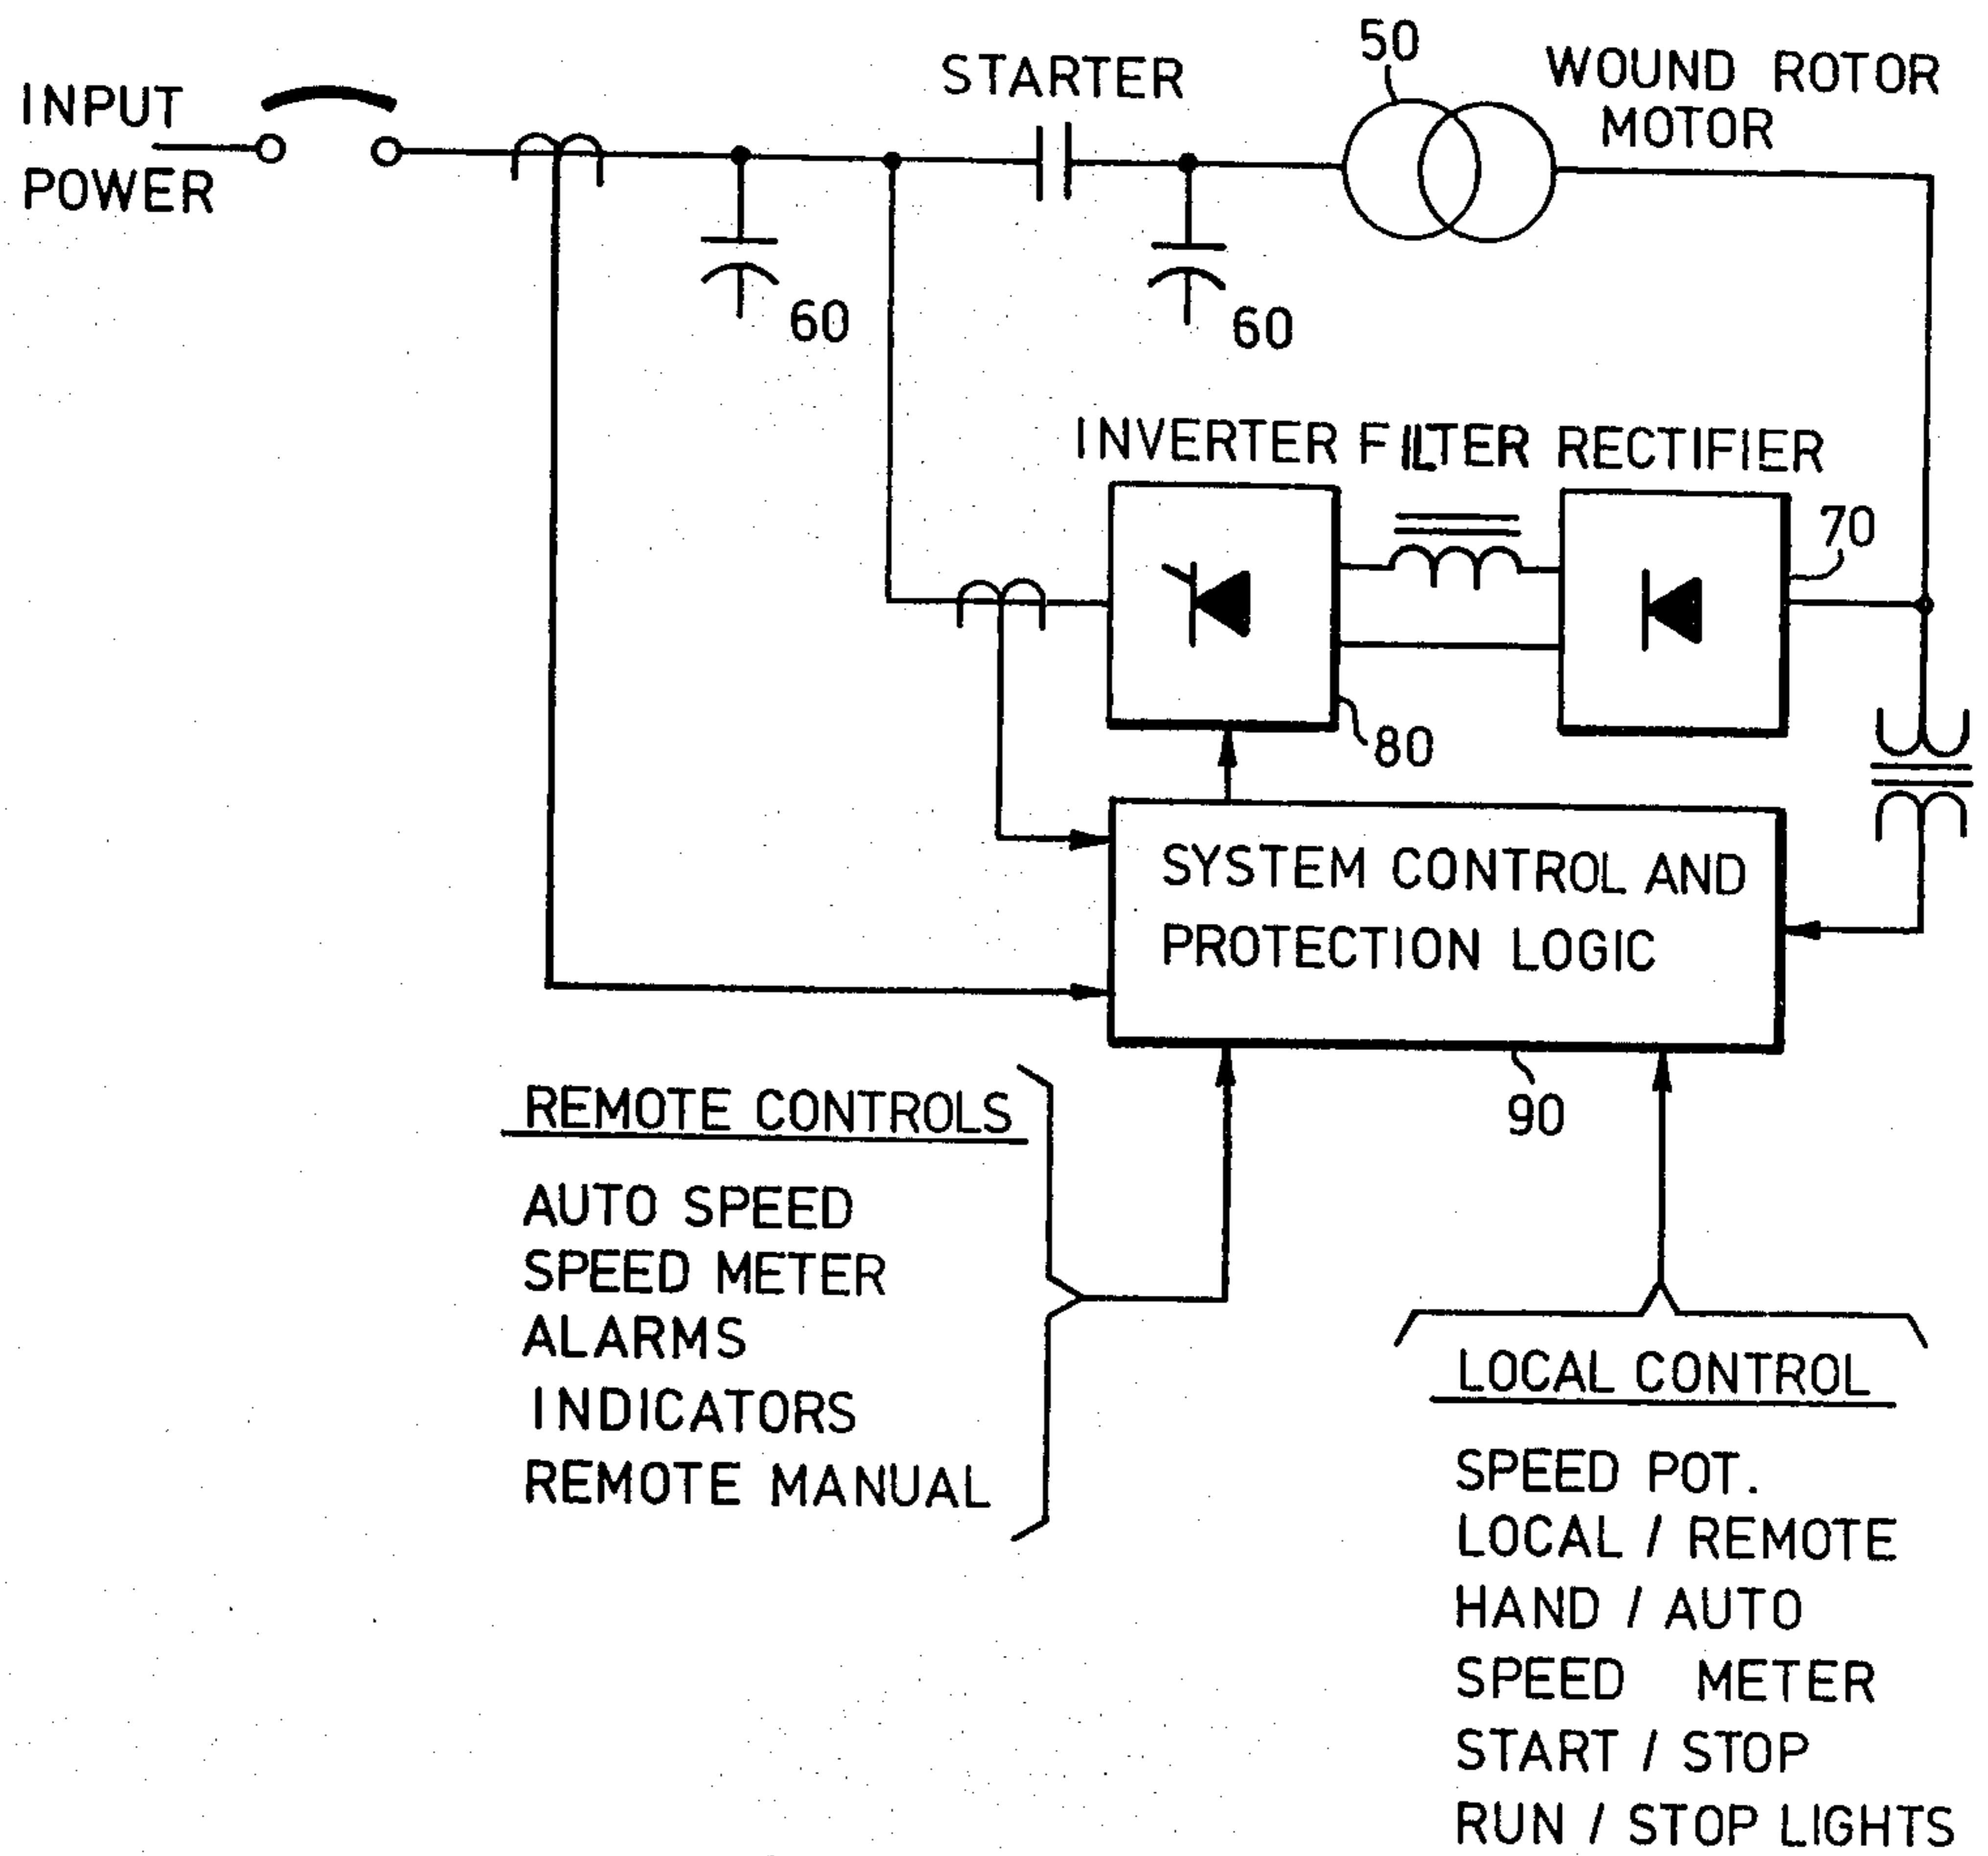 INPUT
POWER
STARTER
50
WOUND ROTOR
MOTOR
60
60
INVERTER FILTER RECTIFIER
70
80
SYSTEM CONTROL AND
PROTECTION LOGIC
90
REMOTE CONTROLS
AUTO SPEED
SPEED METER
ALARMS
INDICATORS
REMOTE MANUAL
LOCAL CONTROL
SPEED POT.
LOCAL / REMOTE
HAND / AUTO
SPEED METER
START / STOP
RUN / STOP LIGHTS